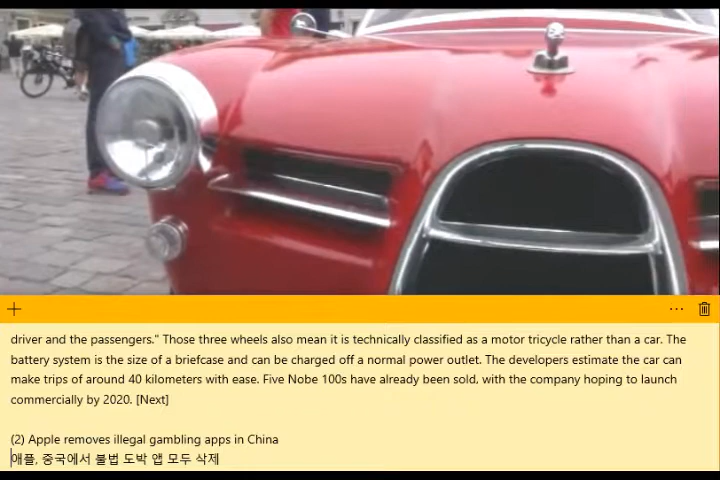 driver and the passengers." Those three wheels also mean it is technically classified as a motor tricycle rather than a car. The
battery system is the size of a briefcase and can be charged off a normal power outlet. The developers estimate the car can
make trips of around 40 kilometers with ease. Five Nobe 100s have already been sold, with the company hoping to launch
commercially by 2020. [Next]
(2) Apple removes illegal gambling apps in China
애플, 중국에서 불법 도박 앱 모두 삭제